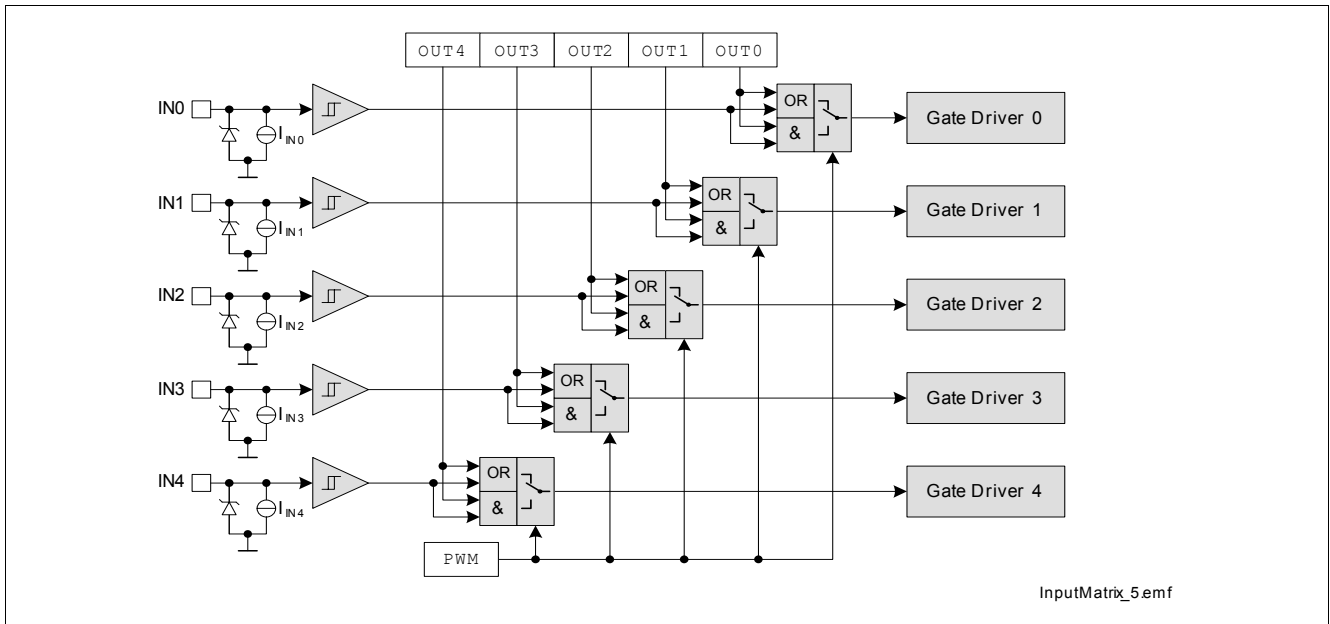 OUT4 OUT3 OUT2 OUT1 OUT0
IN0
I IN0
OR
&
Gate Driver 0
IN1
I IN1
OR
&
Gate Driver 1
IN2
I IN2
OR
&
Gate Driver 2
IN3
I IN3
OR
&
Gate Driver 3
IN4
I IN4
OR
&
Gate Driver 4
PWM
InputMatrix_5.emf